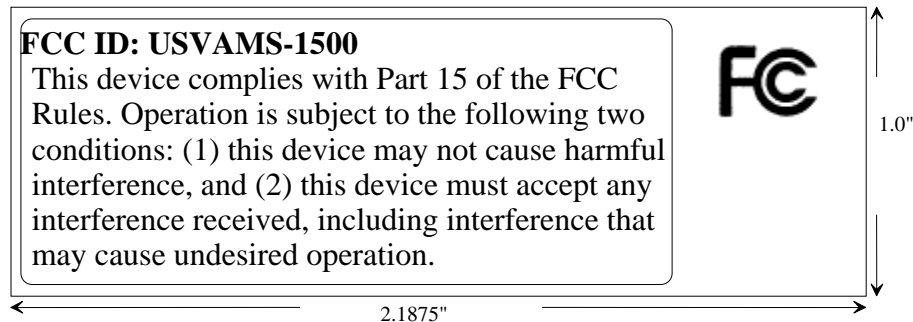 FCC ID: USVAMS-1500
This device complies with Part 15 of the FCC
Rules. Operation is subject to the following two
conditions: (1) this device may not cause harmful
interference, and (2) this device must accept any
interference received, including interference that
may cause undesired operation.
FC
1.0"
2.1875"